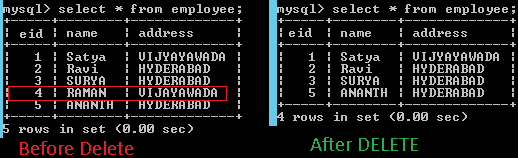 mysql> select * from employee;
eid | name | address
1 | Satya | VIJYAYAWADA
2 | Ravi | HYDERABAD
3 | SURYA | HYDERABAD
4 | RAMAN | VIJAYAWADA
5 | ANANTH | HYDERABAD
5 rows in set (0.00 sec)
Before Delete
mysql> select * from employee;
eid | name | address
1 | Satya | VIJYAYAWADA
2 | Ravi | HYDERABAD
3 | SURYA | HYDERABAD
5 | ANANTH | HYDERABAD
4 rows in set (0.00 sec)
After DELETE